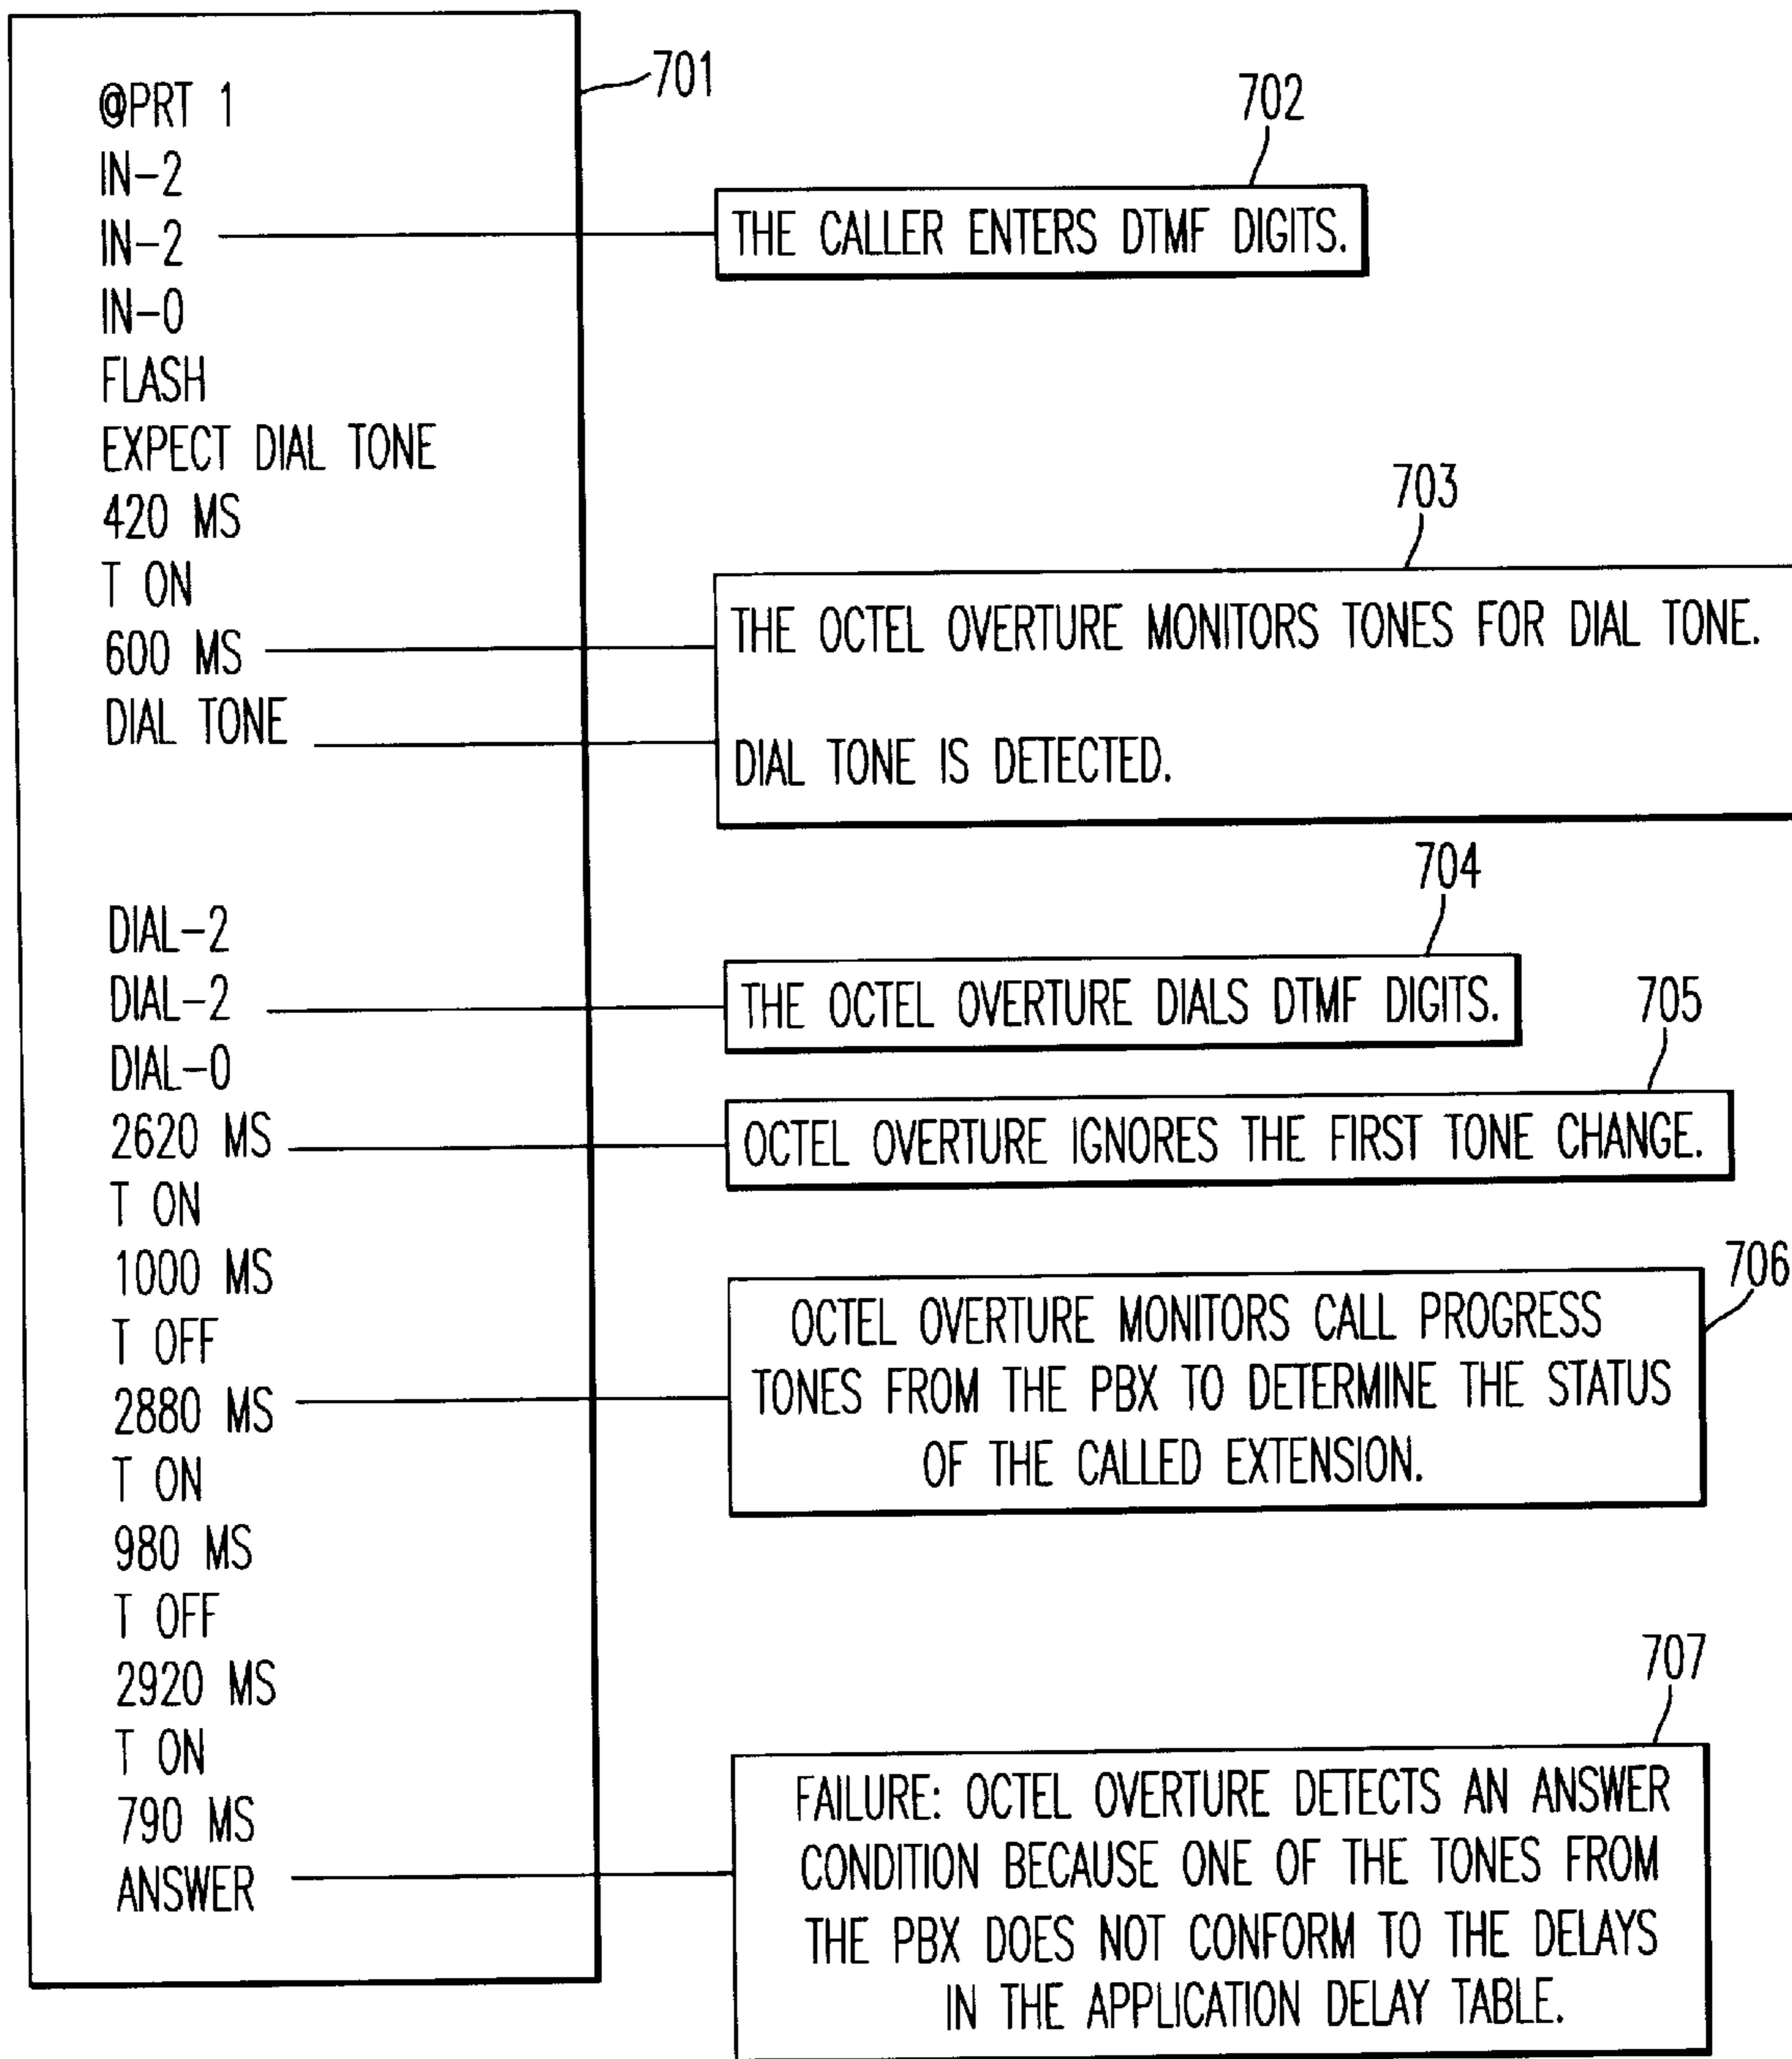 @PRT 1
IN-2
IN-2
IN-0
FLASH
EXPECT DIAL TONE
420 MS
T ON
600 MS
DIAL TONE
DIAL-2
DIAL-2
DIAL-0
2620 MS
T ON
1000 MS
T OFF
2880 MS
T ON
980 MS
T OFF
2920 MS
T ON
790 MS
ANSWER
701
702
THE CALLER ENTERS DTMF DIGITS.
703
THE OCTEL OVERTURE MONITORS TONES FOR DIAL TONE.
DIAL TONE IS DETECTED.
704
THE OCTEL OVERTURE DIALS DTMF DIGITS.
705
OCTEL OVERTURE IGNORES THE FIRST TONE CHANGE.
706
OCTEL OVERTURE MONITORS CALL PROGRESS
TONES FROM THE PBX TO DETERMINE THE STATUS
OF THE CALLED EXTENSION.
707
FAILURE: OCTEL OVERTURE DETECTS AN ANSWER
CONDITION BECAUSE ONE OF THE TONES FROM
THE PBX DOES NOT CONFORM TO THE DELAYS
IN THE APPLICATION DELAY TABLE.